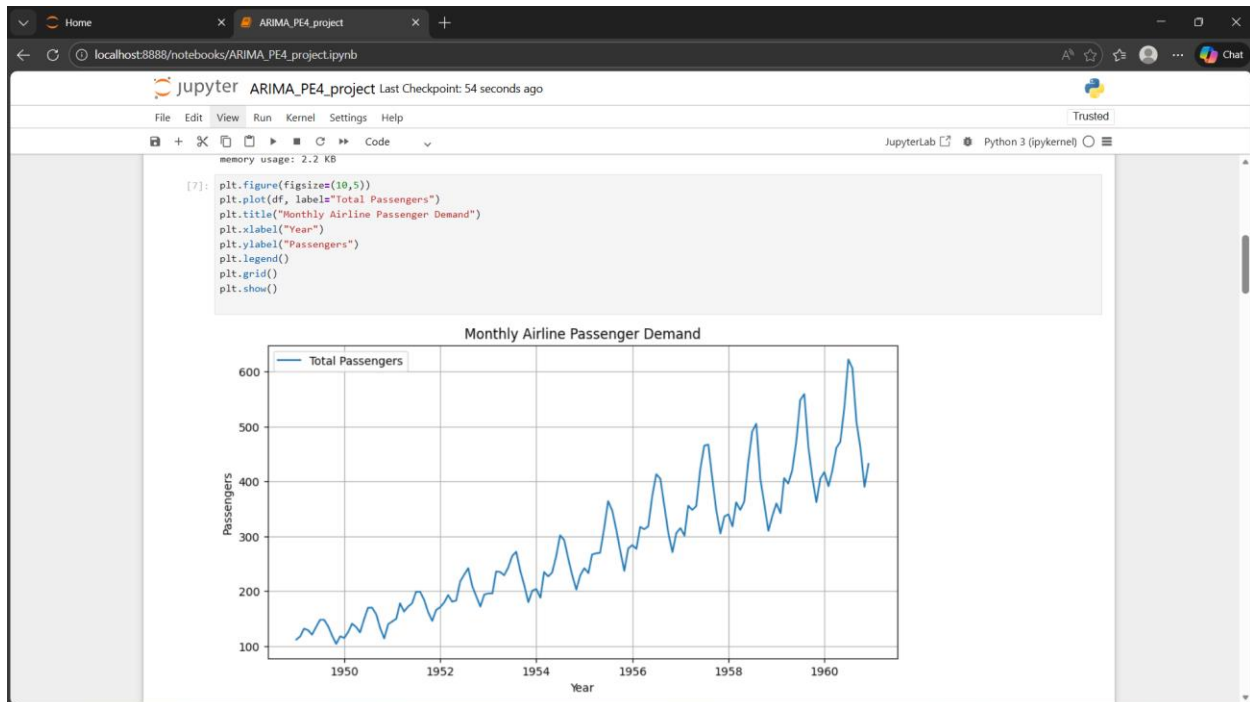 Home
ARIMA_PE4_project
localhost:8888/notebooks/ARIMA_PE4_project.ipynb
Chat
jupyter ARIMA_PE4_project Last Checkpoint: 54 seconds ago
File Edit View Run Kernel Settings Help
Trusted
Code
JupyterLab
Python 3 (ipykernel)
memory usage: 2.2 KB
[7]: plt.figure(figsize=(10,5))
plt.plot(df, label="Total Passengers")
plt.title("Monthly Airline Passenger Demand")
plt.xlabel("Year")
plt.ylabel("Passengers")
plt.legend()
plt.grid()
plt.show()
Monthly Airline Passenger Demand
Total Passengers
600
500
400
300
200
100
Passengers
1950 1952 1954 1956 1958 1960
Year